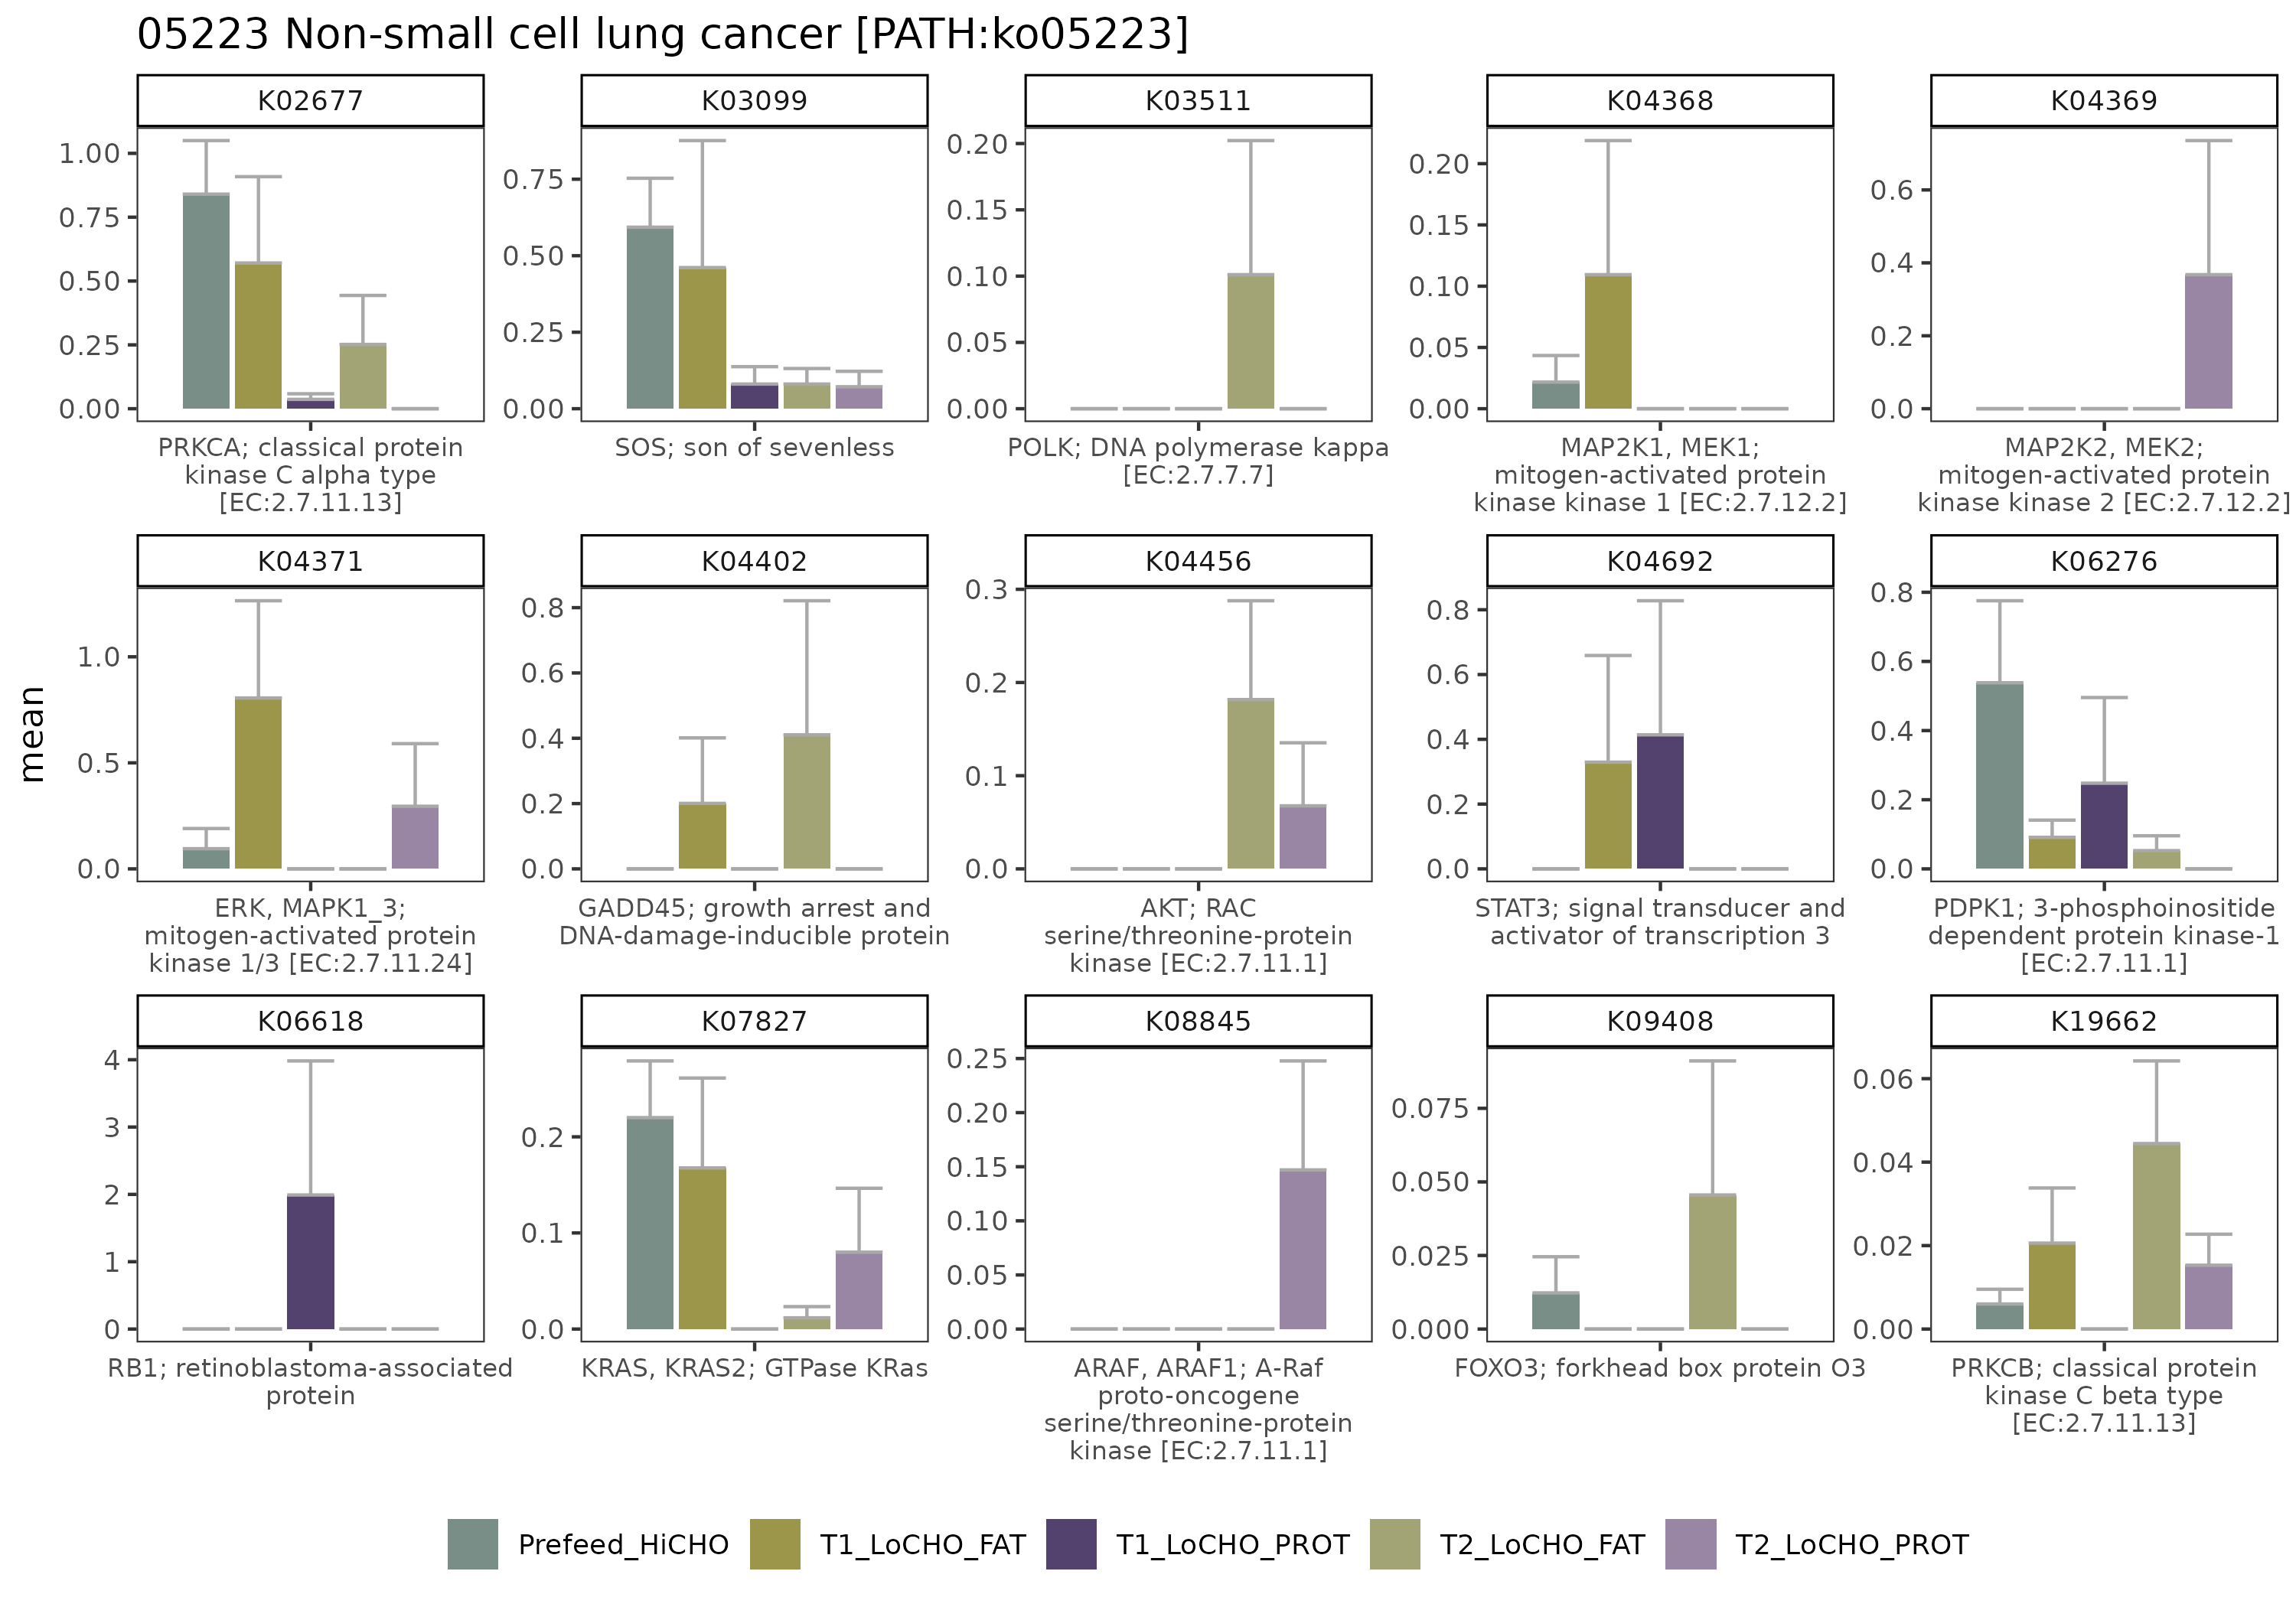 05223 Non-small cell lung cancer [PATH:ko05223]
mean
K02677
1.00
0.75
0.50
0.25
0.00
PRKCA; classical protein
kinase C alpha type
[EC:2.7.11.13]
K03099
0.75
0.50
0.25
0.00
SOS; son of sevenless
K03511
0.20
0.15
0.10
0.05
0.00
POLK; DNA polymerase kappa
[EC:2.7.7.7]
K04368
0.20
0.15
0.10
0.05
0.00
MAP2K1, MEK1;
mitogen-activated protein
kinase kinase 1 [EC:2.7.12.2]
K04369
0.6
0.4
0.2
0.0
MAP2K2, MEK2;
mitogen-activated protein
kinase kinase 2 [EC:2.7.12.2]
K04371
1.0
0.5
0.0
ERK, MAPK1_3;
mitogen-activated protein
kinase 1/3 [EC:2.7.11.24]
K04402
0.8
0.6
0.4
0.2
0.0
GADD45; growth arrest and
DNA-damage-inducible protein
K04456
0.3
0.2
0.1
0.0
AKT; RAC
serine/threonine-protein
kinase [EC:2.7.11.1]
K04692
0.8
0.6
0.4
0.2
0.0
STAT3; signal transducer and
activator of transcription 3
K06276
0.8
0.6
0.4
0.2
0.0
PDPK1; 3-phosphoinositide
dependent protein kinase-1
[EC:2.7.11.1]
K06618
4
3
2
1
0
RB1; retinoblastoma-associated
protein
K07827
0.2
0.1
0.0
KRAS, KRAS2; GTPase KRas
K08845
0.25
0.20
0.15
0.10
0.05
0.00
ARAF, ARAF1; A-Raf
proto-oncogene
serine/threonine-protein
kinase [EC:2.7.11.1]
K09408
0.075
0.050
0.025
0.000
FOXO3; forkhead box protein O3
K19662
0.06
0.04
0.02
0.00
PRKCB; classical protein
kinase C beta type
[EC:2.7.11.13]
Prefeed_HiCHO
T1_LoCHO_FAT
T1_LoCHO_PROT
T2_LoCHO_FAT
T2_LoCHO_PROT